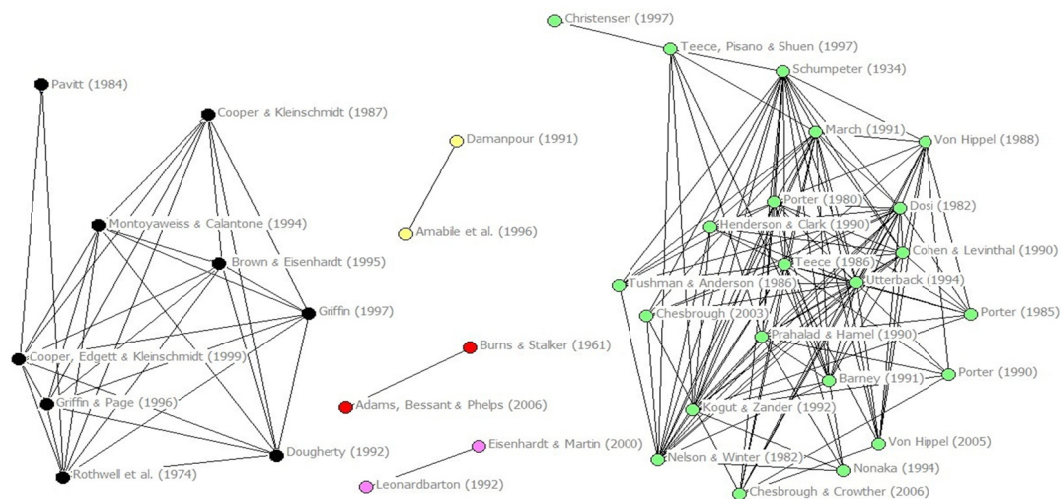 Christenser (1997)
Teece, Pisano & Shuen (1997)
Schumpeter (1934)
Pavitt (1984)
Cooper & Kleinschmidt (1987)
March (1991)
Damanpour (1991)
Von Hippel (1988)
Porter (1980)
Dosi (1982)
Montoyaweiss & Calantone (1994)
Henderson & Clark (1990)
Amabile et al. (1996)
Cohen & Levinthal (1990)
Brown & Eisenhardt (1995)
Teece (1986)
Utterback (1994)
Tushman & Anderson (1986)
Griffin (1997)
Chesbrough (2003)
Porter (1985)
Prahalad & Hamel (1990)
Burns & Stalker (1961)
Cooper, Edgett & Kleinschmidt (1999)
Porter (1990)
Barney (1991)
Griffin & Page (1996)
Adams, Bessant & Phelps (2006)
Kogut & Zander (1992)
Eisenhardt & Martin (2000)
Von Hippel (2005)
Doughety (1992)
Nelson & Winter (1982)
Nonaka (1994)
Rothwell et al. (1974)
Leonardbarton (1992)
Chesbrough & Crowther (2006)